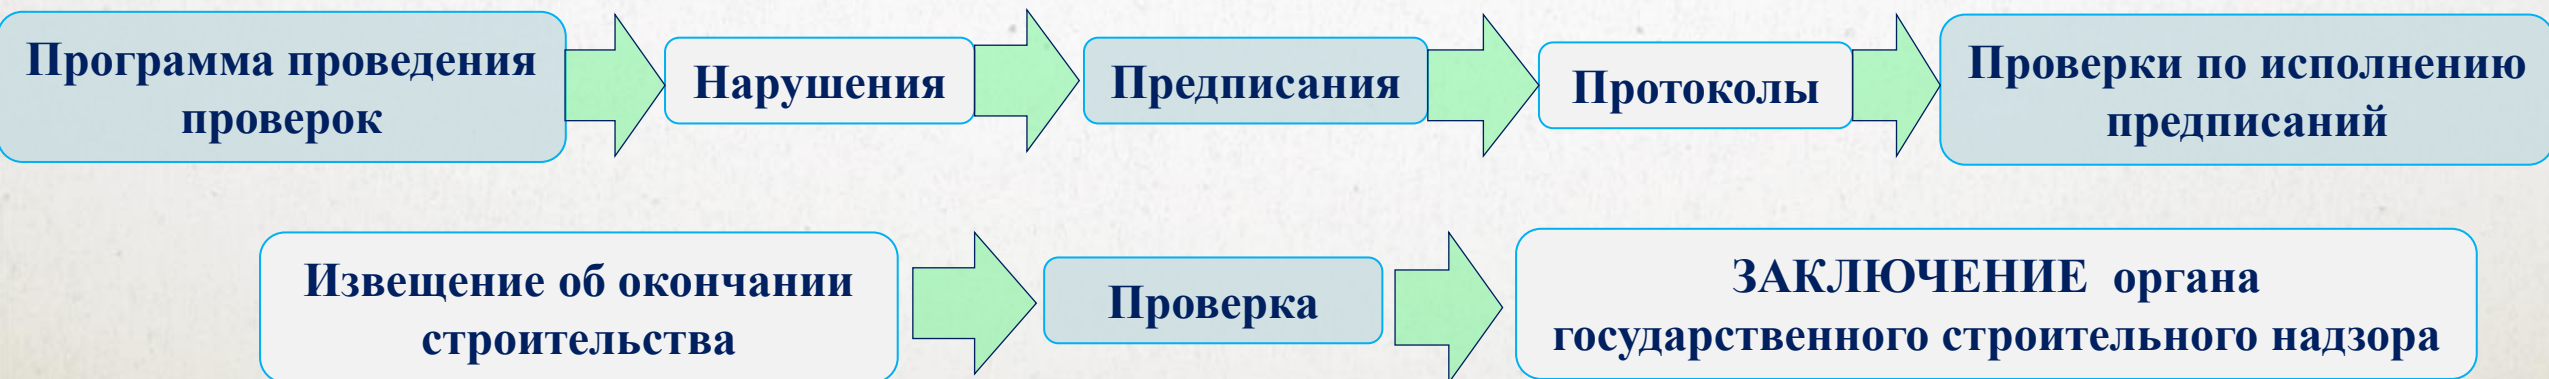 Программа проведения
проверок
Нарушения
Предписания
Протоколы
Проверки по исполнению
предписаний
Извещение об окончании
строительства
Проверка
ЗАКЛЮЧЕНИЕ органа
государственного строительного надзора